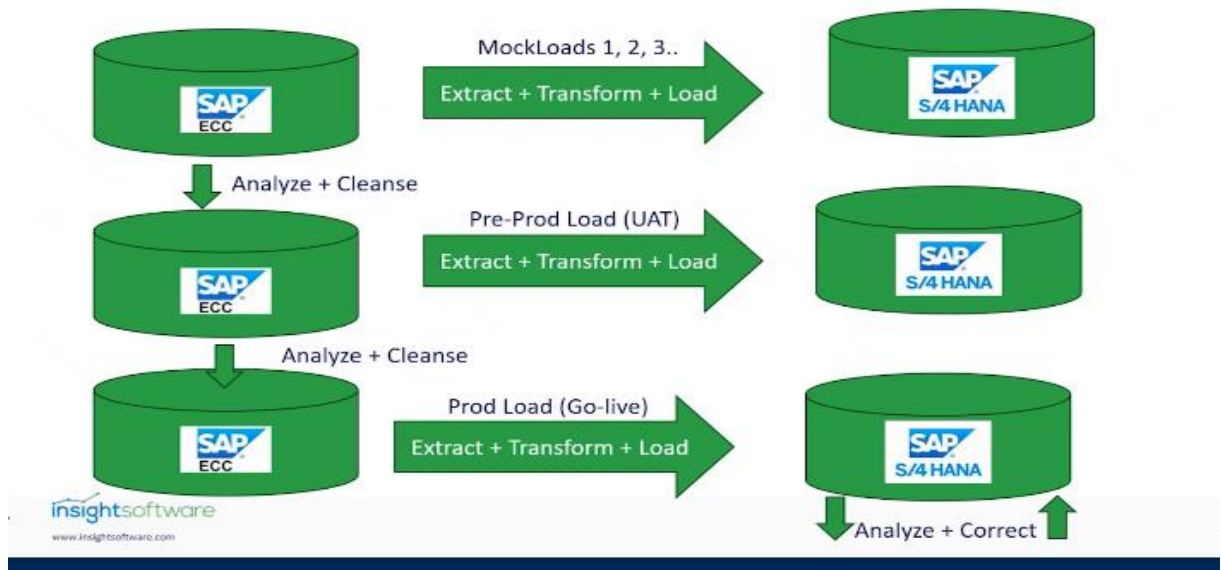 MockLoads 1, 2, 3..
SAP
ECC
Extract + Transform + Load
SAP
S/4 HANA
Analyze + Cleanse
Pre-Prod Load (UAT)
SAP
ECC
Extract + Transform + Load
SAP
S/4 HANA
Analyze + Cleanse
Prod Load (Go-live)
SAP
ECC
Extract + Transform + Load
SAP
S/4 HANA
insightsoftware
www.insightsoftware.com
Analyze + Correct